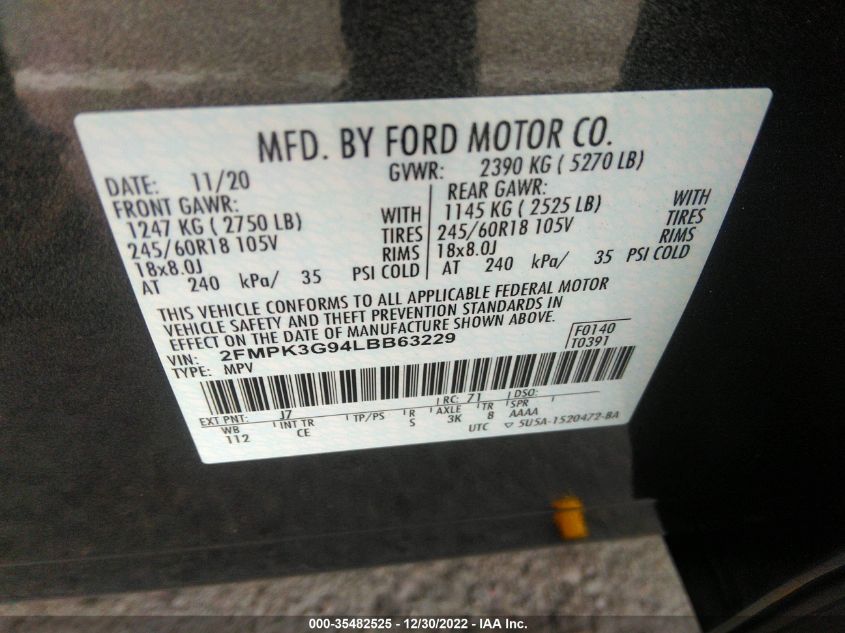 MFD. BY FORD MOTOR CO.
DATE: 11/20 GVWR: 2390 KG ( 5270 LB)
FRONT GAWR: REAR GAWR:
1247 KG ( 2750 LB) WITH 1145 KG ( 2525 LB) WITH
245/60R18 105V TIRES 245/60R18 105V TIRES
18x8.0J RIMS 18x8.0J RIMS
AT 240 kPa/ 35 PSI COLD AT 240 kPa/ 35 PSI COLD
THIS VEHICLE CONFORMS TO ALL APPLICABLE FEDERAL MOTOR
VEHICLE SAFETY AND THEFT PREVENTION STANDARDS IN
EFFECT ON THE DATE OF MANUFACTURE SHOWN ABOVE.
VIN: 2FMPK3G94LBB63229 F0140
TYPE: MPV T0391
EXT PNT: J7 RC: 71 DSO:
WB INT TR TP/PS R AXLE TR SPR
112 CE S 3K 8 AAAA
UTC ▽ 5U5A-1520472-BA
000-35482525 - 12/30/2022 - IAA Inc.